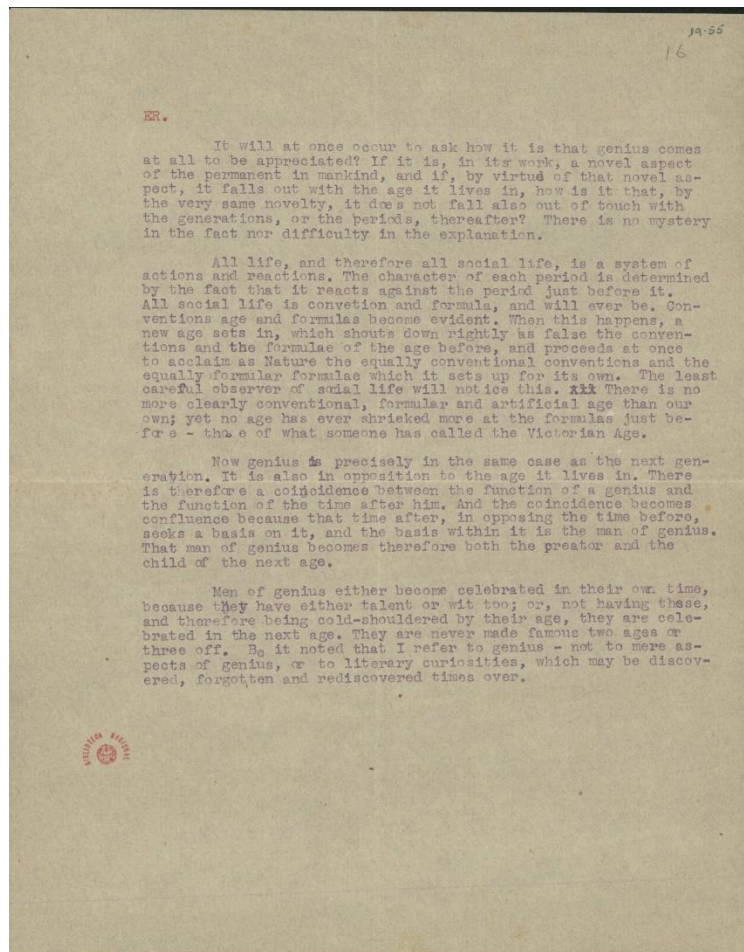 19-55
16
ER.
It will at once occur to ask how it is that genius comes
at all to be appreciated? If it is, in its work, a novel aspect
of the permanent in mankind, and if, by virtud of that novel as-
pect, it falls out with the age it lives in, how is it that, by
the very same novelty, it does not fall also out of touch with
the generations, or the periods, thereafter? There is no mystery
in the fact nor difficulty in the explanation.
All life, and therefore all social life, is a system of
actions and reactions. The character of each period is determined
by the fact that it reacts against the period just before it.
All social life is convetion and formula, and will ever be. Con-
ventions age and formulas become evident. When this happens, a
new age sets in, which shouts down rightly as false the conven-
tions and the formulae of the age before, and proceeds at once
to acclaim as Nature the equally conventional conventions and the
equally formular formulae which it sets up for its own. The least
careful observer of social life will notice this. There is no
more clearly conventional, formular and artificial age than our
own; yet no age has ever shrieked more at the formulas just be-
fore - those of what someone has called the Victorian Age.
Now genius is precisely in the same case as the next gen-
eration. It is also in opposition to the age it lives in. There
is therefore a coincidence between the function of a genius and
the function of the time after him. And the coincidence becomes
confluence because that time after, in opposing the time before,
seeks a basis on it, and the basis within it is the man of genius.
That man of genius becomes therefore both the preator and the
child of the next age.
Men of genius either become celebrated in their own time,
because they have either talent or wit too; or, not having these,
and therefore being cold-shouldered by their age, they are cele-
brated in the next age. They are never made famous two ages or
three off. Be it noted that I refer to genius - not to mere as-
pects of genius, or to literary curiosities, which may be discov-
ered, forgotten and rediscovered times over.
BIBLIOTECA NACIONAL